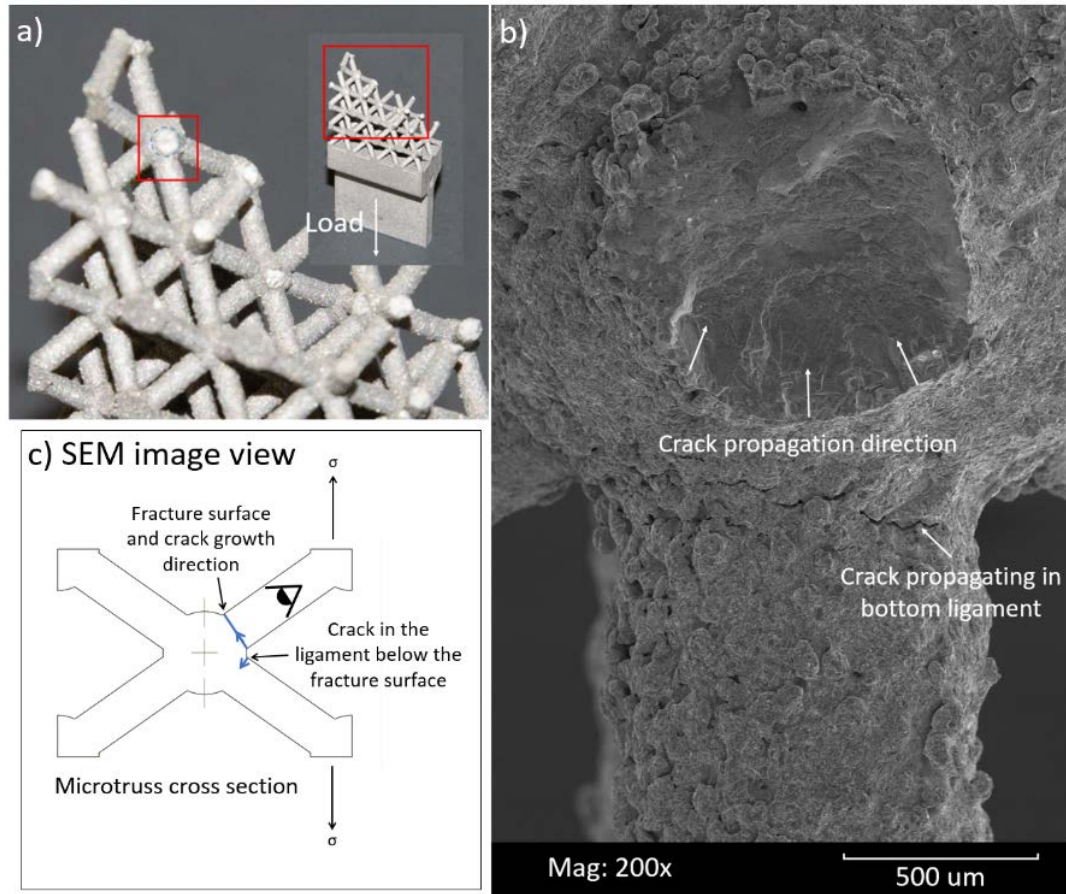 a)
Load
b)
Crack propagation direction
Crack propagating in
bottom ligament
Mag: 200x
500 um
c) SEM image view
σ
Fracture surface
and crack growth
direction
Crack in the
ligament below the
fracture surface
Microtruss cross section
σ